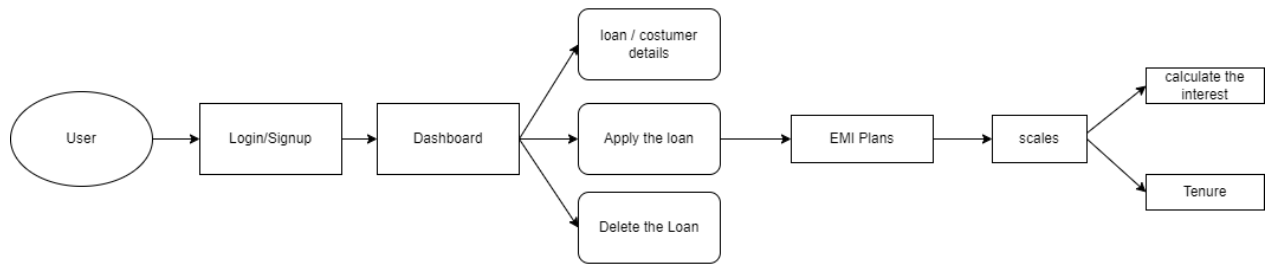 User
Login/Signup
Dashboard
loan / costumer
details
Apply the loan
Delete the Loan
EMI Plans
scales
calculate the
interest
Tenure